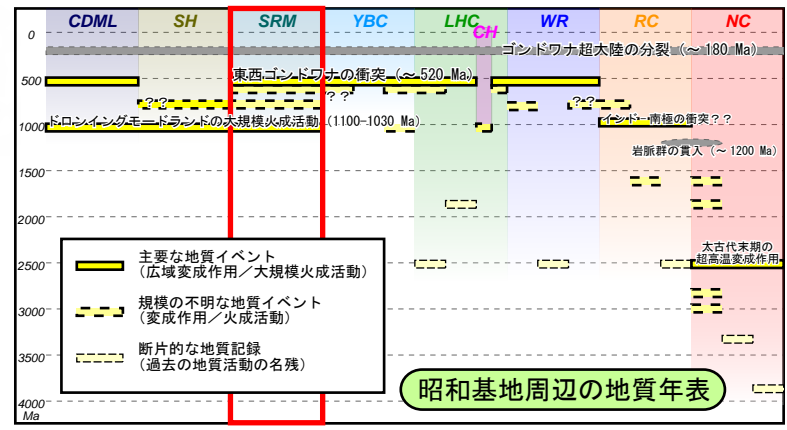 CDML SH SRM YBC LHC CH WR RC NC
0
ゴンドワナ超大陸の分裂(~180 Ma)
東西ゴンドワナの衝突(~520 Ma)
500
??
??
??
1000
ドロンイングモードランドの大規模火成活動(1100-1030 Ma)
インド-南極の衝突??
岩脈群の貫入(~1200 Ma)
1500
2000
太古代末期の
超高温変成作用
2500
主要な地質イベント
(広域変成作用/大規模火成活動)
規模の不明な地質イベント
(変成作用/火成活動)
3000
断片的な地質記録
(過去の地質活動の名残)
3500
昭和基地周辺の地質年表
4000
Ma